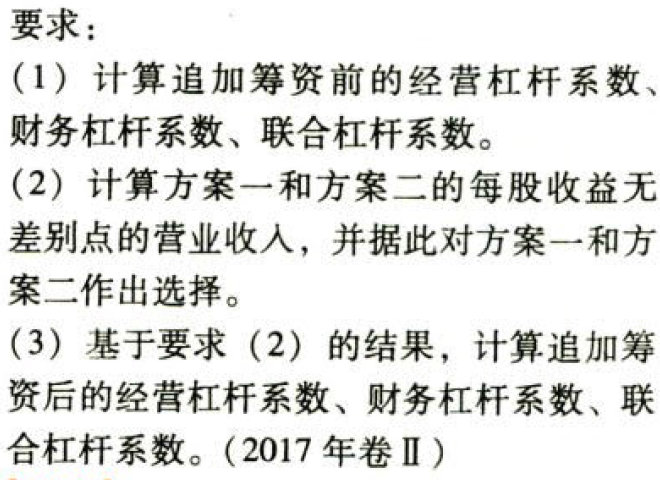 要求：
（1）计算追加筹资前的经营杠杆系数、
财务杠杆系数、联合杠杆系数。
（2）计算方案一和方案二的每股收益无
差别点的营业收入，并据此对方案一和方
案二作出选择。
（3）基于要求（2）的结果，计算追加筹
资后的经营杠杆系数、财务杠杆系数、联
合杠杆系数。（2017 年卷Ⅱ）